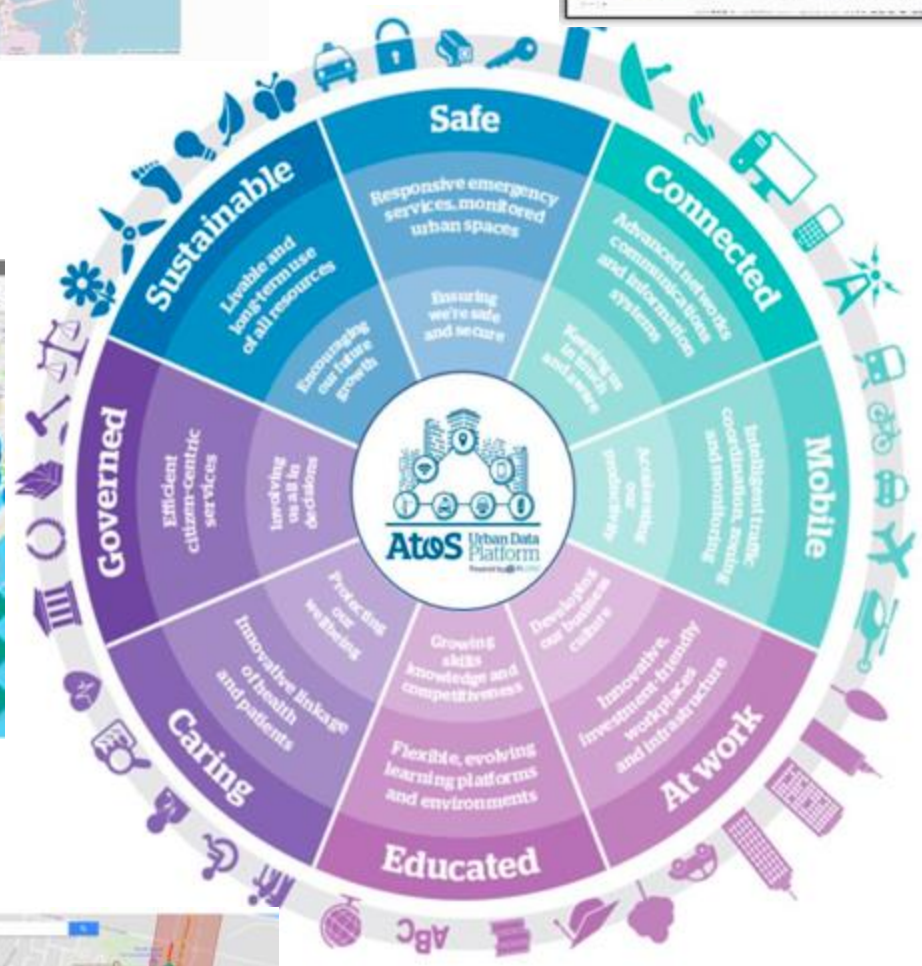 Safe
Responsive emergency
services, monitored
urban spaces
Ensuring
we're safe
and secure
Connected
Advanced networks
communications
and information
systems
Keeping us
in touch
and aware
Mobile
Intelligent traffic
coordination, routing
and monitoring
our
productivity
At work
Innovative,
investment-friendly
workplaces
and infrastructure
Developing
our business
culture
Educated
Flexible, evolving
learning platforms
and environments
Growing
skills
knowledge and
competitiveness
Caring
Innovative linkage
of health
and patients
Protecting
our
Governed
Efficient
citizen-centric
services
Involving
us all in
decisions
Sustainable
Livable and
long-term use
of all resources
Encouraging
our future
growth
Atos Urban Data
Platform
Powered by
ABC